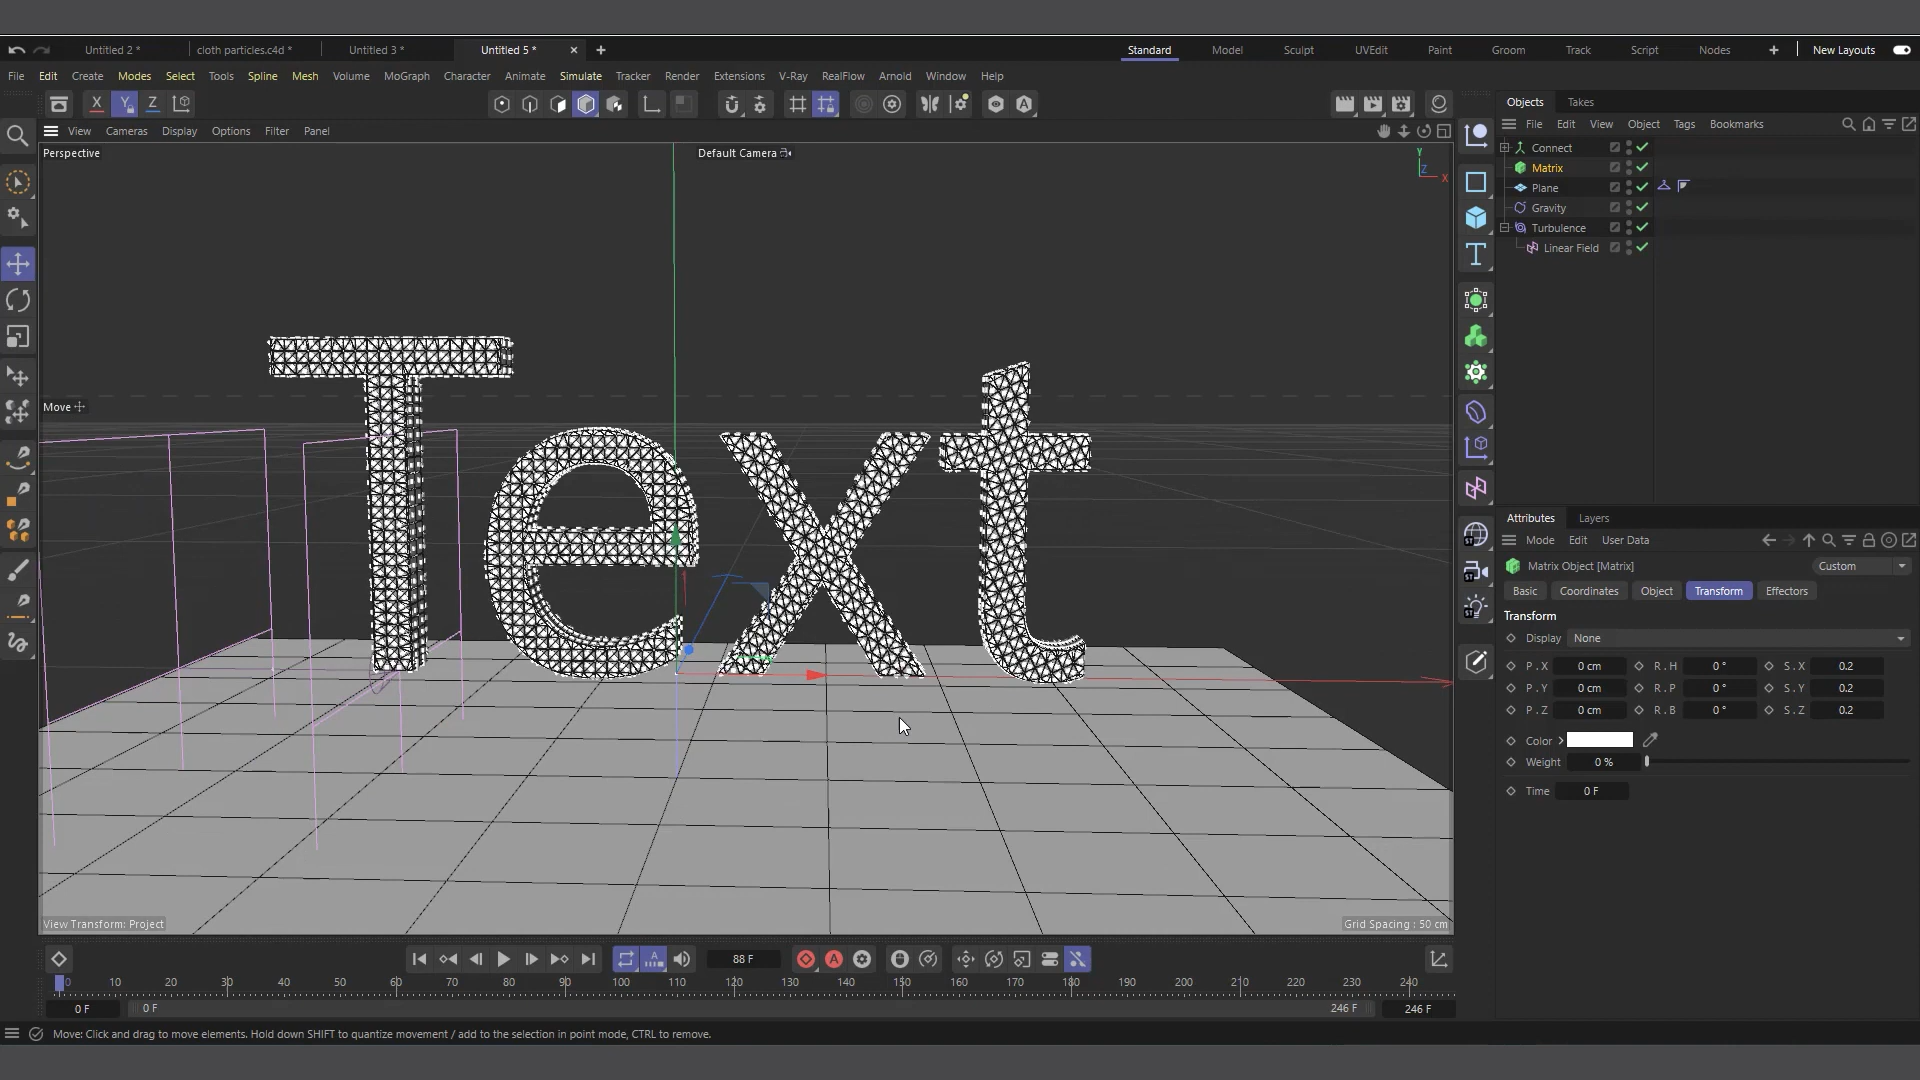 Untitled 2 *
cloth particles.c4d *
Untitled 3 *
Untitled 5 *
Standard
Model
Sculpt
UVEdit
Paint
Groom
Track
Script
Nodes
New Layouts
File Edit Create Modes Select Tools Spline Mesh Volume MoGraph Character Animate Simulate Tracker Render Extensions V-Ray RealFlow Arnold Window Help
X Y Z
Objects Takes
File Edit View Object Tags Bookmarks
View Cameras Display Options Filter Panel
Perspective
Default Camera
Y
Z
X
Connect
Matrix
Plane
Gravity
Turbulence
Linear Field
Move
Text
Attributes Layers
Mode Edit User Data
Matrix Object [Matrix]
Custom
Basic Coordinates Object Transform Effectors
Transform
Display None
P.X 0 cm R.H 0 ° S.X 0.2
P.Y 0 cm R.P 0 ° S.Y 0.2
P.Z 0 cm R.B 0 ° S.Z 0.2
Color
Weight 0 %
Time 0 F
View Transform: Project
Grid Spacing : 50 cm
88 F
0 10 20 30 40 50 60 70 80 90 100 110 120 130 140 150 160 170 180 190 200 210 220 230 240
0 F
0 F
246 F
246 F
Move: Click and drag to move elements. Hold down SHIFT to quantize movement / add to the selection in point mode, CTRL to remove.